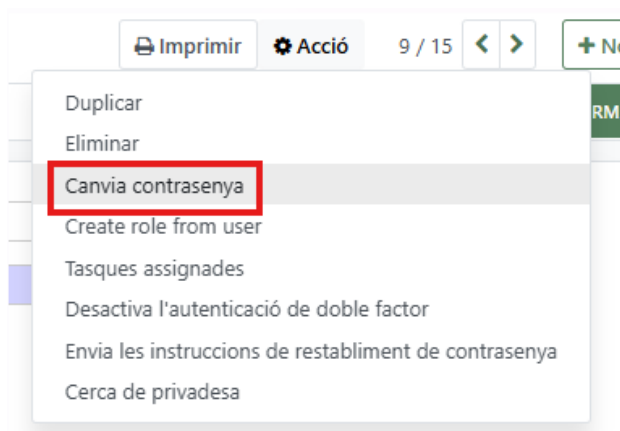 Imprimir Acció 9 / 15
Duplicar
Eliminar
Canvia contrasenya
Create role from user
Tasques assignades
Desactiva l'autenticació de doble factor
Envia les instruccions de restabliment de contrasenya
Cerca de privadesa